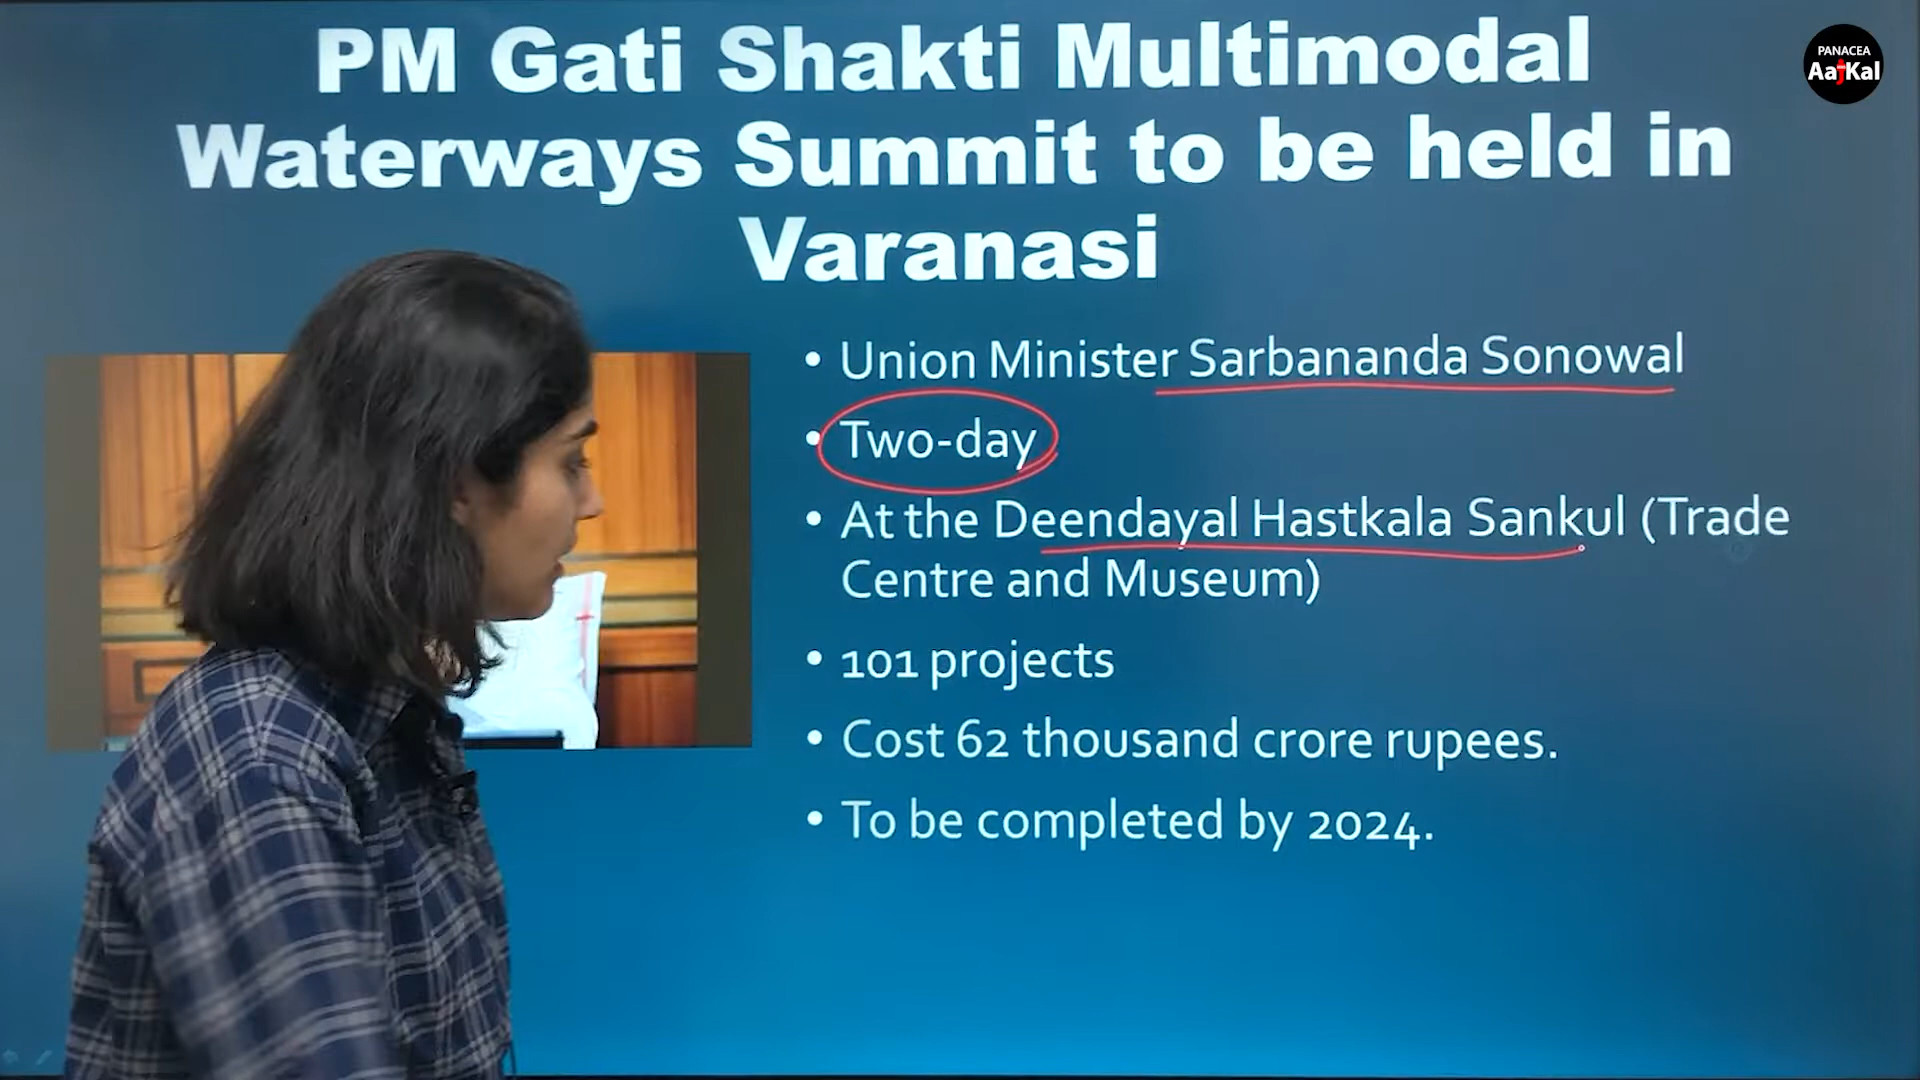 PM Gati Shakti Multimodal
Waterways Summit to be held in
Varanasi
PANACEA
AajKal
• Union Minister Sarbananda Sonowal
• Two-day
• At the Deendayal Hastkala Sankul (Trade
Centre and Museum)
• 101 projects
• Cost 62 thousand crore rupees.
• To be completed by 2024.